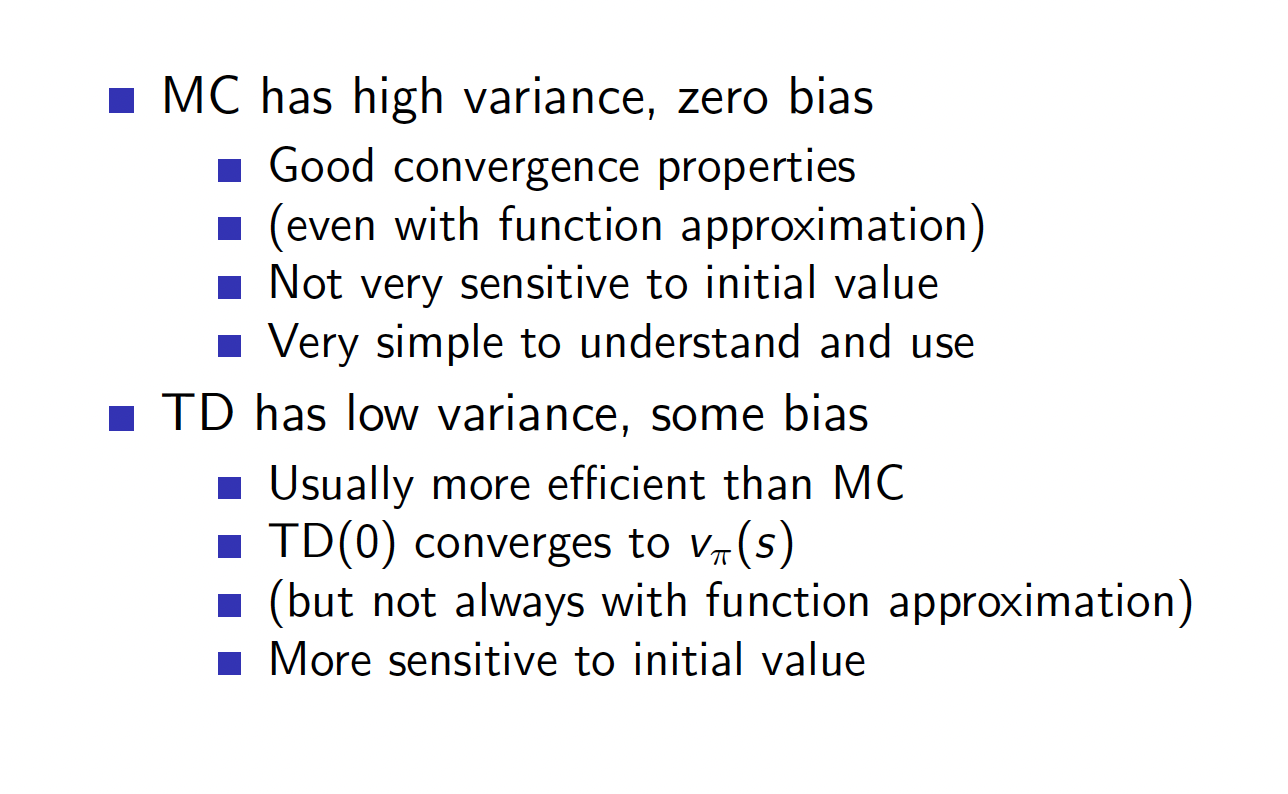 MC has high variance, zero bias
Good convergence properties
(even with function approximation)
Not very sensitive to initial value
Very simple to understand and use
TD has low variance, some bias
Usually more efficient than MC
TD(0) converges to vπ(s)
(but not always with function approximation)
More sensitive to initial value